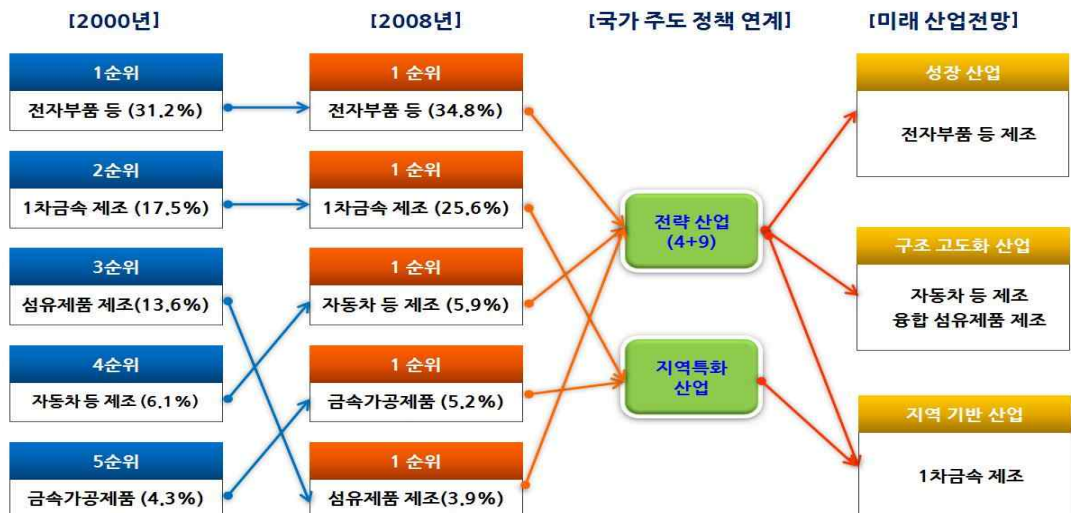 [2000년]
[2008년]
[국가 주도 정책 연계]
[미래 산업전망]
1순위
전자부품 등 (31.2%)
2순위
1차금속 제조 (17.5%)
3순위
섬유제품 제조(13.6%)
4순위
자동차 등 제조 (6.1%)
5순위
금속가공제품 (4.3%)
1 순위
전자부품 등 (34.8%)
1 순위
1차금속 제조 (25.6%)
1 순위
자동차 등 제조 (5.9%)
1 순위
금속가공제품 (5.2%)
1 순위
섬유제품 제조(3.9%)
전략 산업
(4+9)
지역특화
산업
성장 산업
전자부품 등 제조
구조 고도화 산업
자동차 등 제조
융합 섬유제품 제조
지역 기반 산업
1차금속 제조